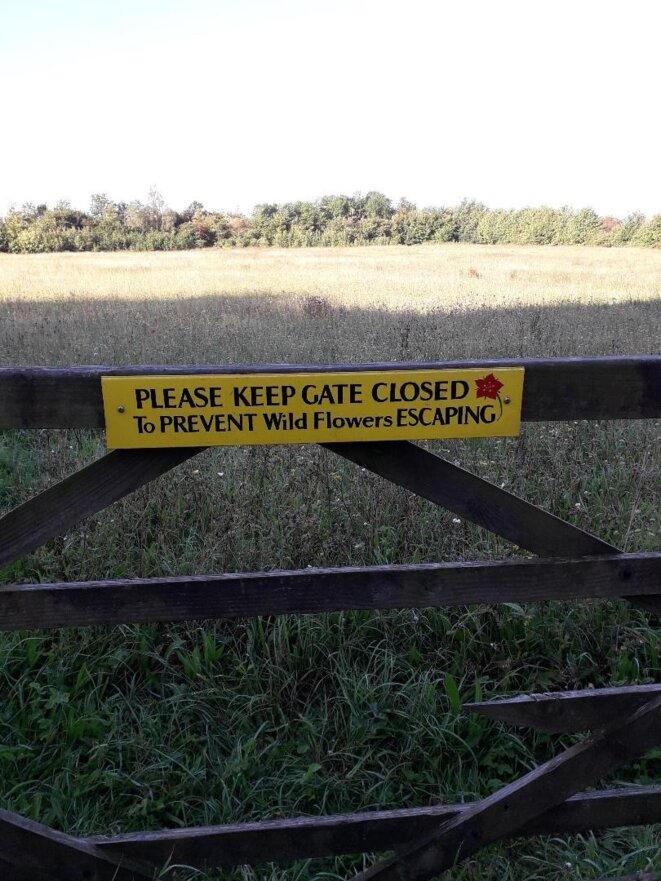 PLEASE KEEP GATE CLOSED
To PREVENT Wild Flowers ESCAPING